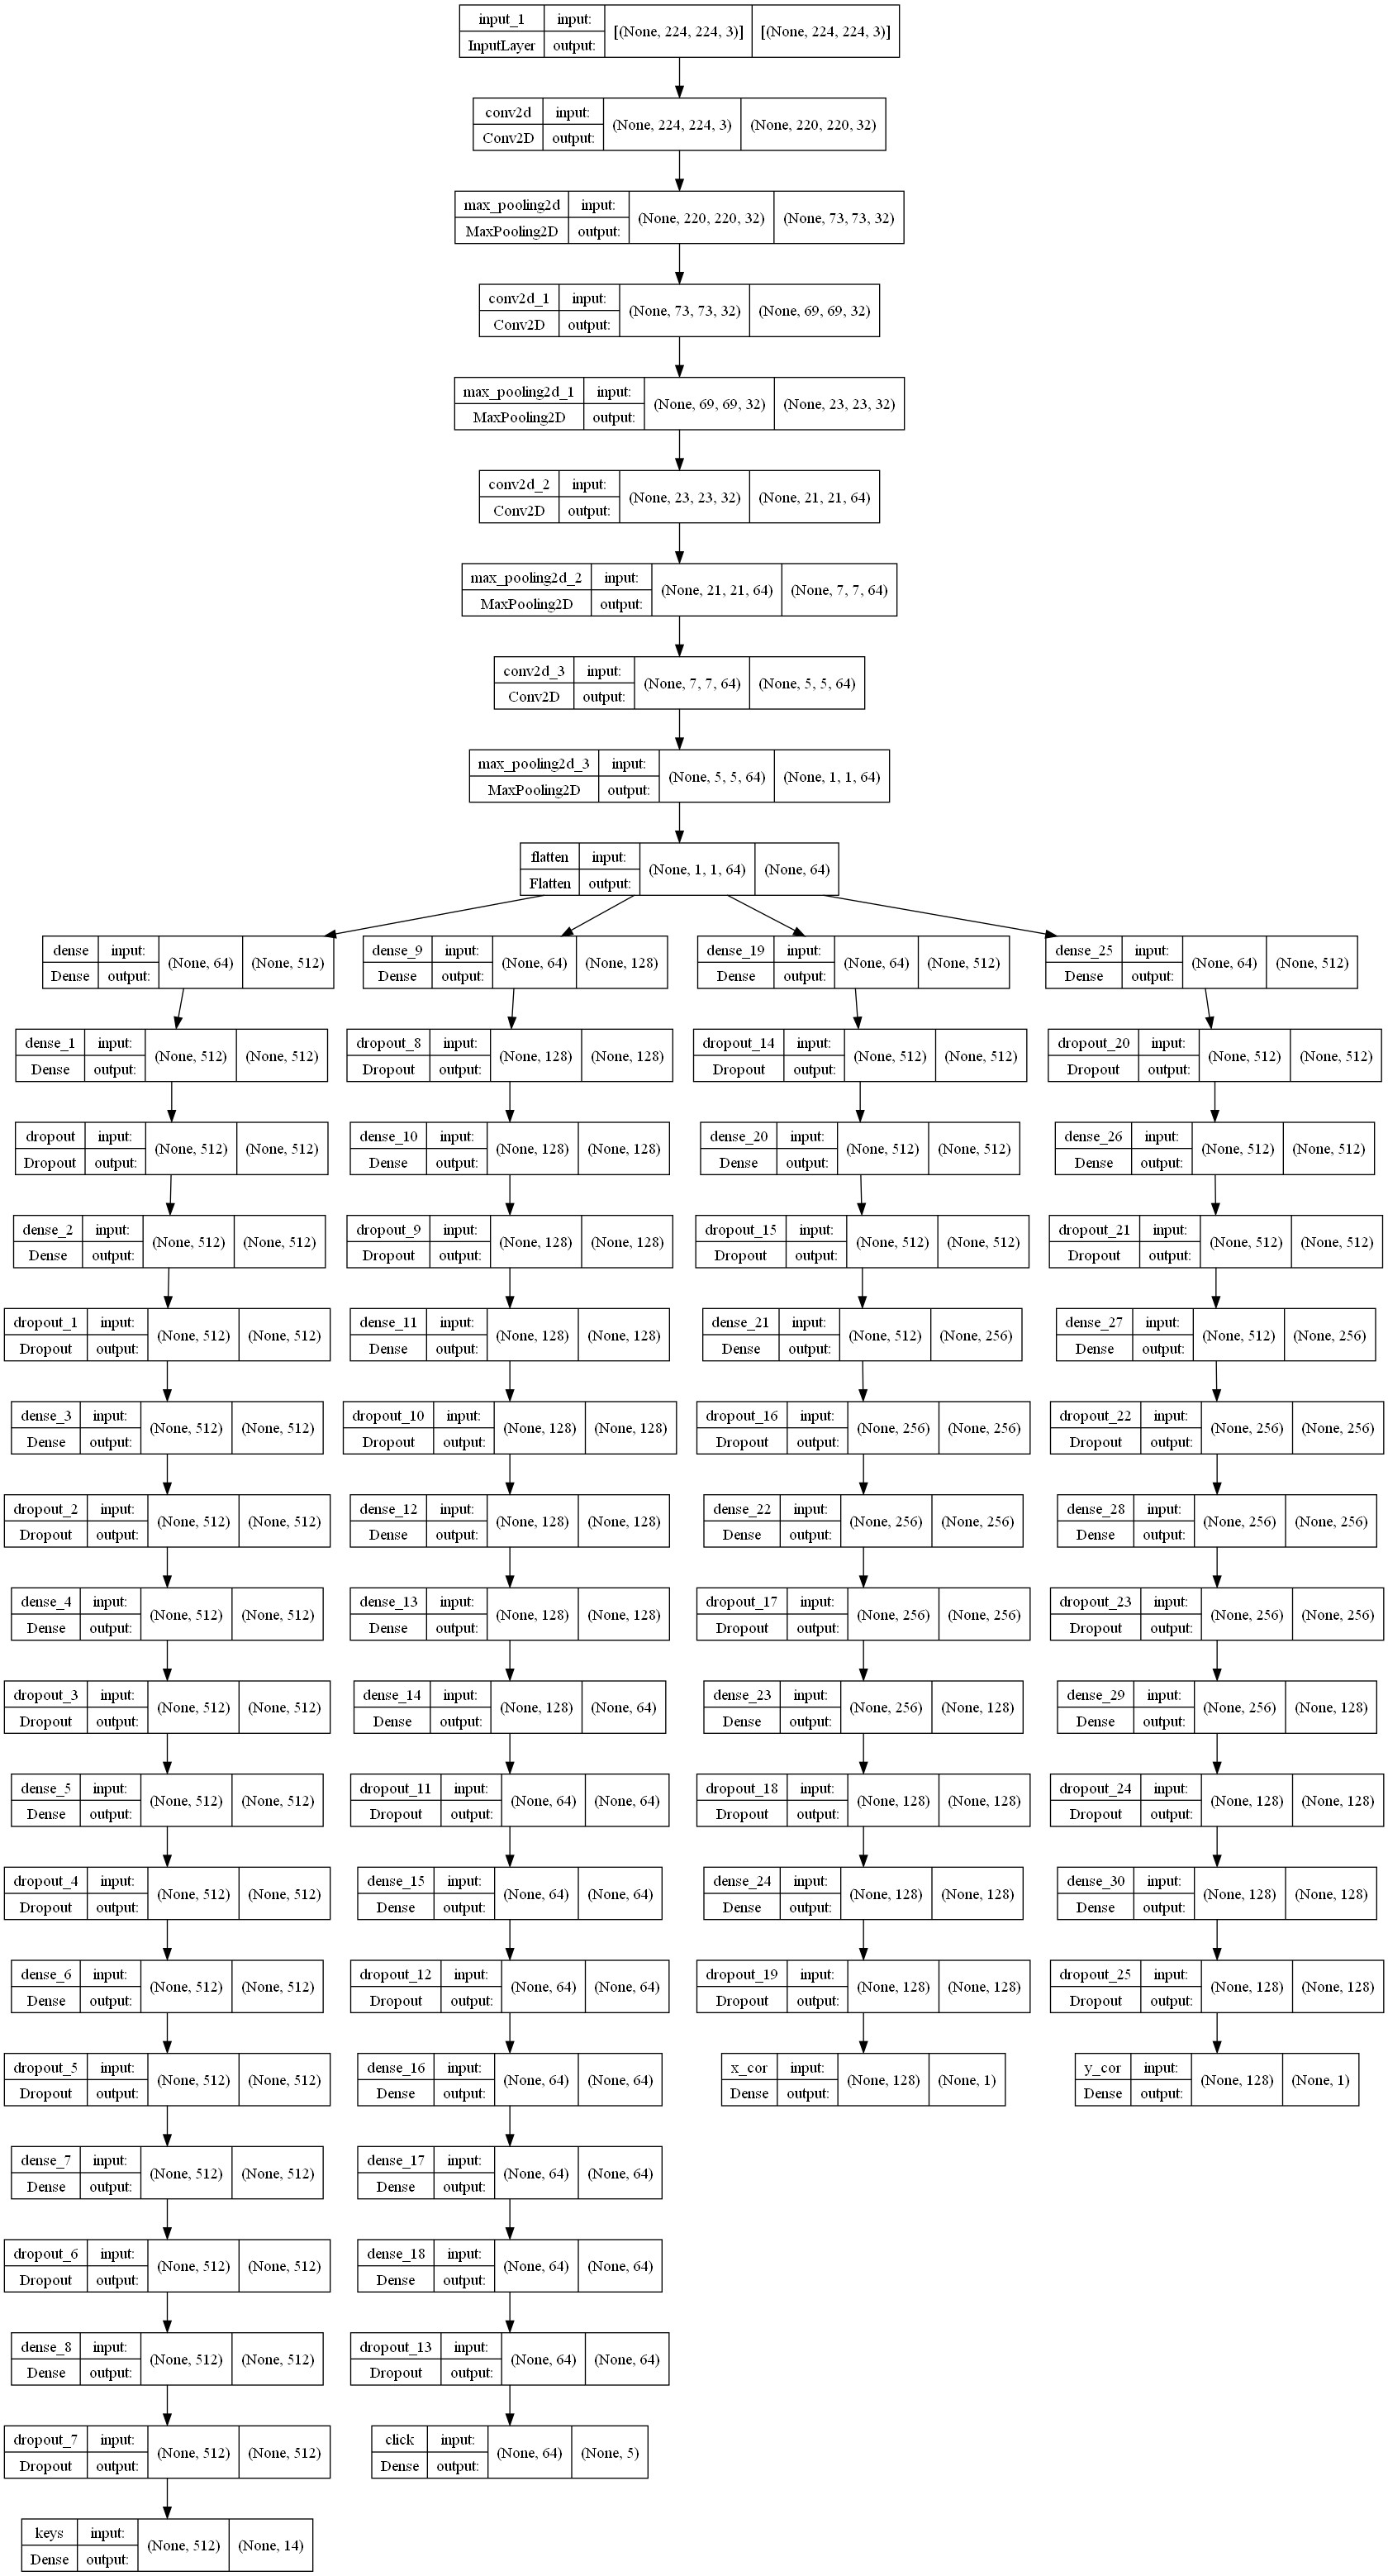 input_1 input: [(None, 224, 224, 3)] [(None, 224, 224, 3)]
InputLayer output:
conv2d input: (None, 224, 224, 3) (None, 220, 220, 32)
Conv2D output:
max_pooling2d input: (None, 220, 220, 32) (None, 73, 73, 32)
MaxPooling2D output:
conv2d_1 input: (None, 73, 73, 32) (None, 69, 69, 32)
Conv2D output:
max_pooling2d_1 input: (None, 69, 69, 32) (None, 23, 23, 32)
MaxPooling2D output:
conv2d_2 input: (None, 23, 23, 32) (None, 21, 21, 64)
Conv2D output:
max_pooling2d_2 input: (None, 21, 21, 64) (None, 7, 7, 64)
MaxPooling2D output:
conv2d_3 input: (None, 7, 7, 64) (None, 5, 5, 64)
Conv2D output:
max_pooling2d_3 input: (None, 5, 5, 64) (None, 1, 1, 64)
MaxPooling2D output:
flatten input: (None, 1, 1, 64) (None, 64)
Flatten output:
dense input: (None, 64) (None, 512)
Dense output:
dense_1 input: (None, 512) (None, 512)
Dense output:
dropout input: (None, 512) (None, 512)
Dropout output:
dense_2 input: (None, 512) (None, 512)
Dense output:
dropout_1 input: (None, 512) (None, 512)
Dropout output:
dense_3 input: (None, 512) (None, 512)
Dense output:
dropout_2 input: (None, 512) (None, 512)
Dropout output:
dense_4 input: (None, 512) (None, 512)
Dense output:
dropout_3 input: (None, 512) (None, 512)
Dropout output:
dense_5 input: (None, 512) (None, 512)
Dense output:
dropout_4 input: (None, 512) (None, 512)
Dropout output:
dense_6 input: (None, 512) (None, 512)
Dense output:
dropout_5 input: (None, 512) (None, 512)
Dropout output:
dense_7 input: (None, 512) (None, 512)
Dense output:
dropout_6 input: (None, 512) (None, 512)
Dropout output:
dense_8 input: (None, 512) (None, 512)
Dense output:
dropout_7 input: (None, 512) (None, 512)
Dropout output:
keys input: (None, 512) (None, 14)
Dense output:
dense_9 input: (None, 64) (None, 128)
Dense output:
dropout_8 input: (None, 128) (None, 128)
Dropout output:
dense_10 input: (None, 128) (None, 128)
Dense output:
dropout_9 input: (None, 128) (None, 128)
Dropout output:
dense_11 input: (None, 128) (None, 128)
Dense output:
dropout_10 input: (None, 128) (None, 128)
Dropout output:
dense_12 input: (None, 128) (None, 128)
Dense output:
dense_13 input: (None, 128) (None, 128)
Dense output:
dense_14 input: (None, 128) (None, 64)
Dense output:
dropout_11 input: (None, 64) (None, 64)
Dropout output:
dense_15 input: (None, 64) (None, 64)
Dense output:
dropout_12 input: (None, 64) (None, 64)
Dropout output:
dense_16 input: (None, 64) (None, 64)
Dense output:
dense_17 input: (None, 64) (None, 64)
Dense output:
dense_18 input: (None, 64) (None, 64)
Dense output:
dropout_13 input: (None, 64) (None, 64)
Dropout output:
click input: (None, 64) (None, 5)
Dense output:
dense_19 input: (None, 64) (None, 512)
Dense output:
dropout_14 input: (None, 512) (None, 512)
Dropout output:
dense_20 input: (None, 512) (None, 512)
Dense output:
dropout_15 input: (None, 512) (None, 512)
Dropout output:
dense_21 input: (None, 512) (None, 256)
Dense output:
dropout_16 input: (None, 256) (None, 256)
Dropout output:
dense_22 input: (None, 256) (None, 256)
Dense output:
dropout_17 input: (None, 256) (None, 256)
Dropout output:
dense_23 input: (None, 256) (None, 128)
Dense output:
dropout_18 input: (None, 128) (None, 128)
Dropout output:
dense_24 input: (None, 128) (None, 128)
Dense output:
dropout_19 input: (None, 128) (None, 128)
Dropout output:
x_cor input: (None, 128) (None, 1)
Dense output:
dense_25 input: (None, 64) (None, 512)
Dense output:
dropout_20 input: (None, 512) (None, 512)
Dropout output:
dense_26 input: (None, 512) (None, 512)
Dense output:
dropout_21 input: (None, 512) (None, 512)
Dropout output:
dense_27 input: (None, 512) (None, 256)
Dense output:
dropout_22 input: (None, 256) (None, 256)
Dropout output:
dense_28 input: (None, 256) (None, 256)
Dense output:
dropout_23 input: (None, 256) (None, 256)
Dropout output:
dense_29 input: (None, 256) (None, 128)
Dense output:
dropout_24 input: (None, 128) (None, 128)
Dropout output:
dense_30 input: (None, 128) (None, 128)
Dense output:
dropout_25 input: (None, 128) (None, 128)
Dropout output:
y_cor input: (None, 128) (None, 1)
Dense output: